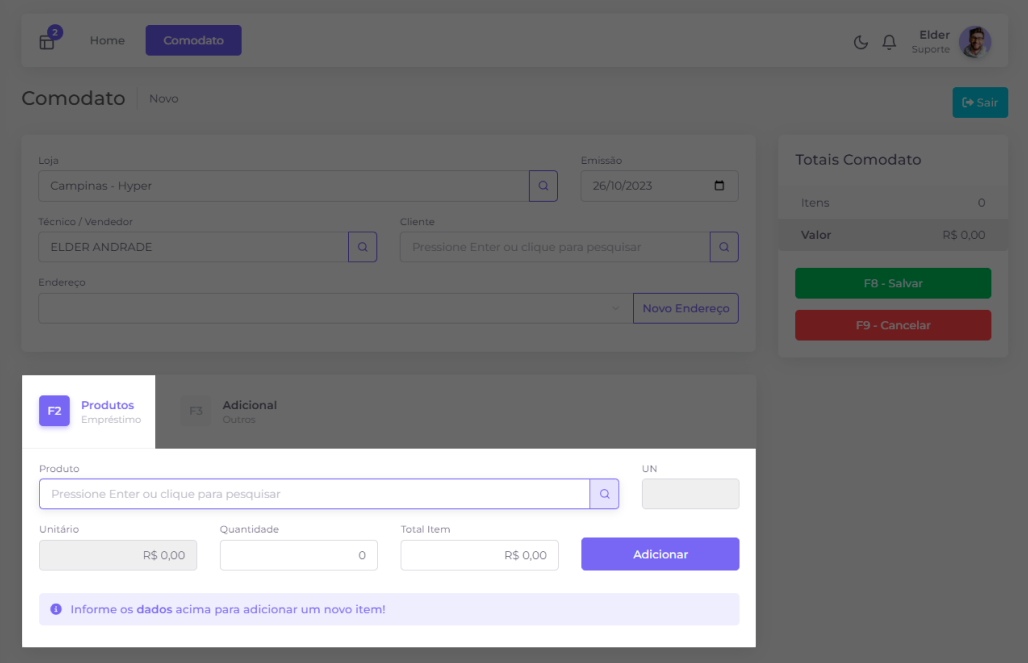 2
Home
Comodato
Elder
Suporte
Comodato
Novo
Sair
Loja
Campinas - Hyper
Emissão
26/10/2023
Técnico / Vendedor
ELDER ANDRADE
Cliente
Pressione Enter ou clique para pesquisar
Endereço
Novo Endereço
Totais Comodato
Itens 0
Valor R$ 0,00
F8 - Salvar
F9 - Cancelar
F2
Produtos
Empréstimo
F3
Adicional
Outros
Produto
Pressione Enter ou clique para pesquisar
UN
Unitário
R$ 0,00
Quantidade
0
Total Item
R$ 0,00
Adicionar
Informe os dados acima para adicionar um novo item!